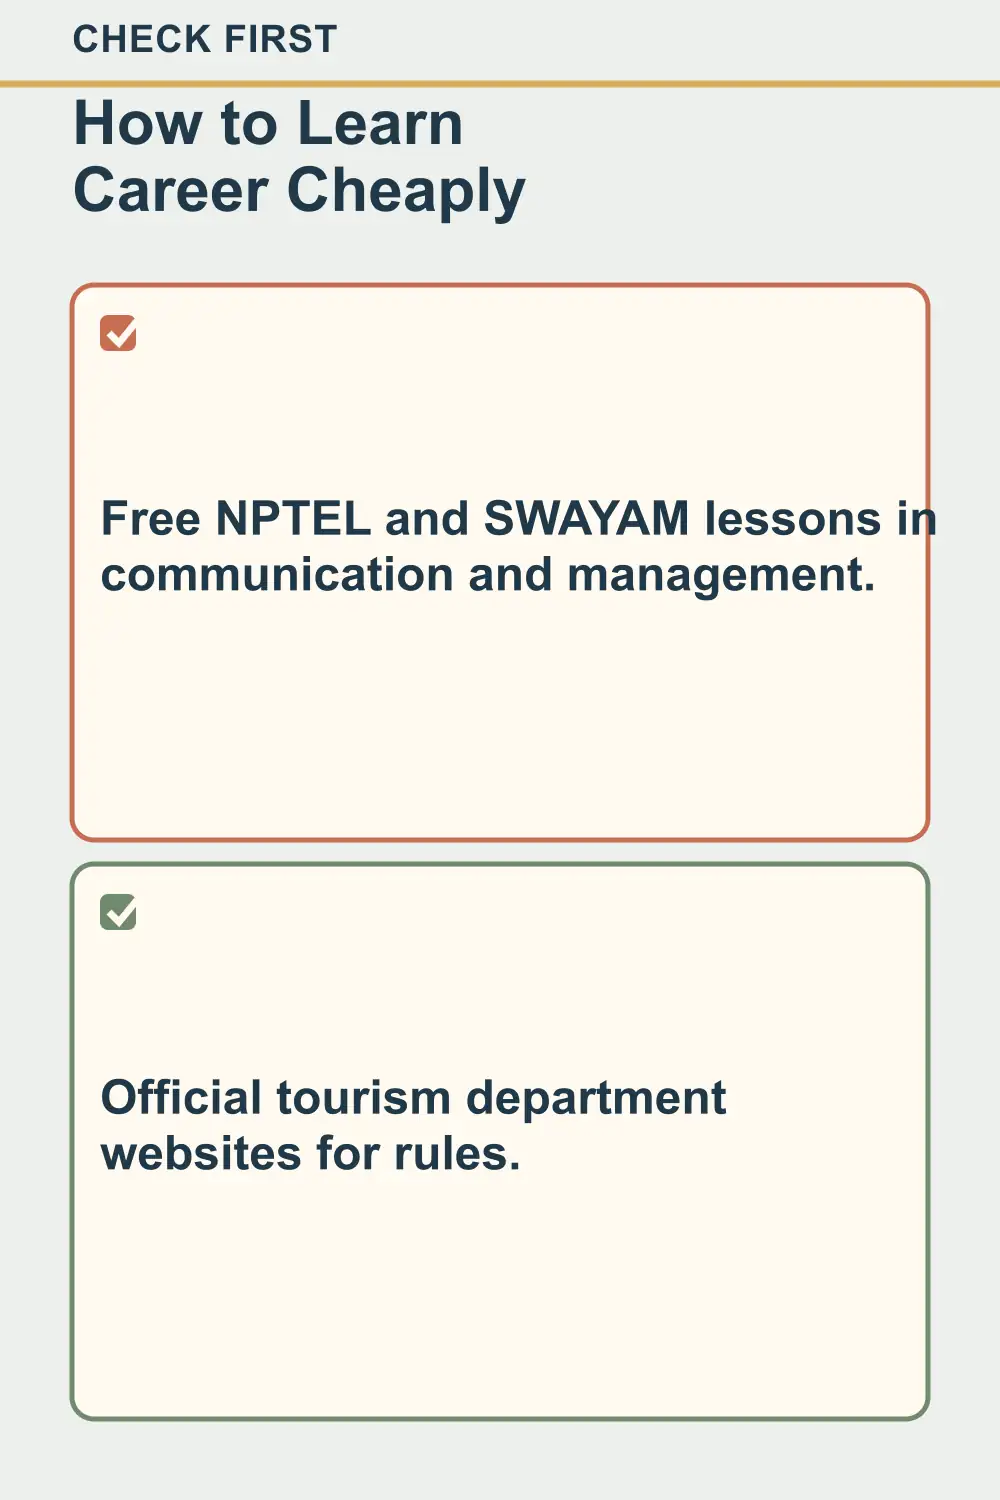 CHECK FIRST
How to Learn
Career Cheaply
Free NPTEL and SWAYAM lessons in
communication and management.
Official tourism department
websites for rules.